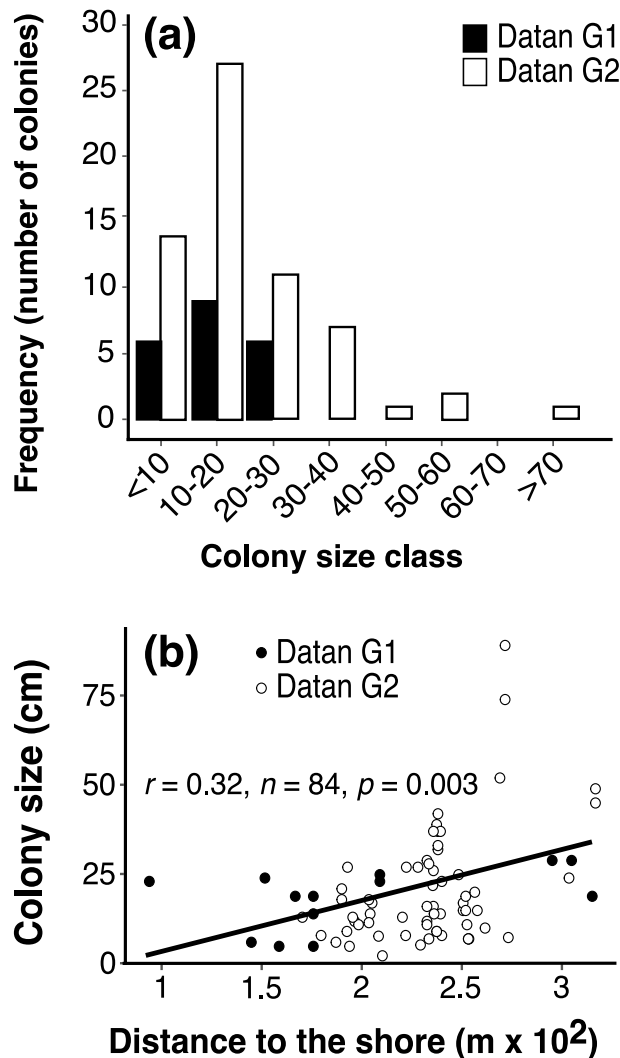 (a)
Datan G1
Datan G2
Frequency (number of colonies)
30
25
20
15
10
5
0
<10
10-20
20-30
30-40
40-50
50-60
60-70
>70
Colony size class
(b)
Datan G1
Datan G2
Colony size (cm)
75
50
25
0
r = 0.32, n = 84, p = 0.003
1
1.5
2
2.5
3
Distance to the shore (m x 10²)